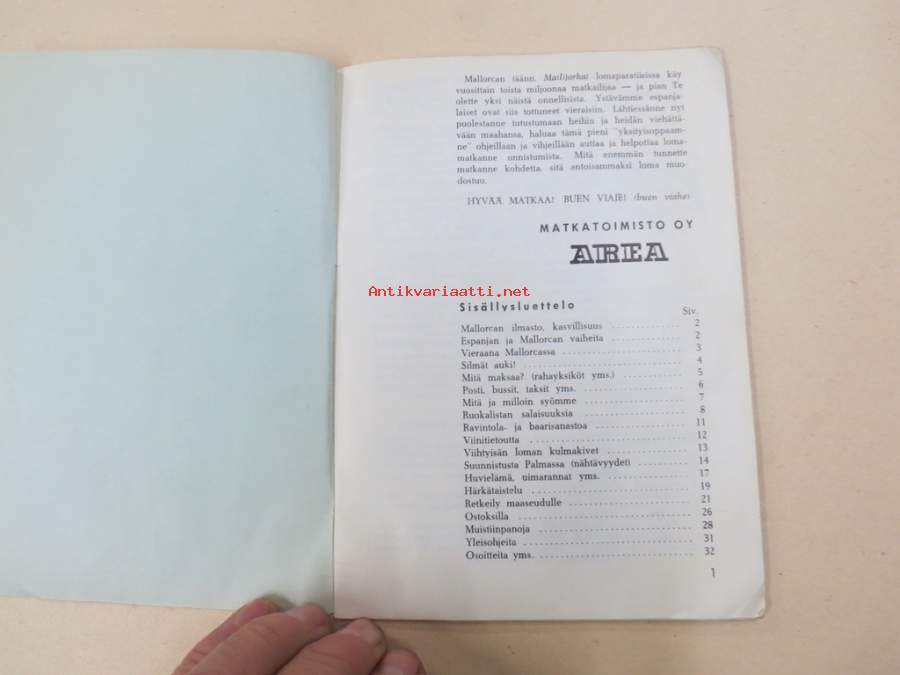 Mallorcan täänn. Mallijorka) lomaparatiisissa käy
vuosittain toista miljoonaa matkailijaa — ja pian Te
olette yksi näistä onnellisista. Ystävämme espanja-
laiset ovat siis tottuneet vieraisiin. Lähtiessänne nyt
puolestanne tutustumaan heihin ja heidän viehättä-
vään maahansa, haluaa tämä pieni "yksityisoppaam-
ne" ohjeillaan ja vihjeillään auttaa ja helpottaa loma-
matkanne onnistumista. Mitä enemmän tunnette
matkanne kohdetta, sitä antoisammaksi loma muo-
dostuu.
HYVÄÄ MATKAA! BUEN VIAJE! (buen viahe)
MATKATOIMISTO OY
AREA
Antikvariaatti.net
Sisällysluettelo
Siv.
Mallorcan ilmasto, kasvillisuus 2
Espanjan ja Mallorcan vaiheita 2
Vieraana Mallorcassa 3
Silmät auki! 4
Mitä maksaa? (rahayksiköt yms.) 5
Posti, bussit, taksit yms. 6
Mitä ja milloin syömme 7
Ruokalistan salaisuuksia 8
Ravintola- ja baarisanastoa 11
Viinitietoutta 12
Viihtyisän loman kulmakivet 13
Suunnistusta Palmassa (nähtävyydet) 14
Huvielämä, uimarannat yms. 17
Härkätaistelu 19
Retkeily maaseudulle 21
Ostoksilla 26
Muistiinpanoja 28
Yleisohjeita 31
Osoitteita yms. 32
1